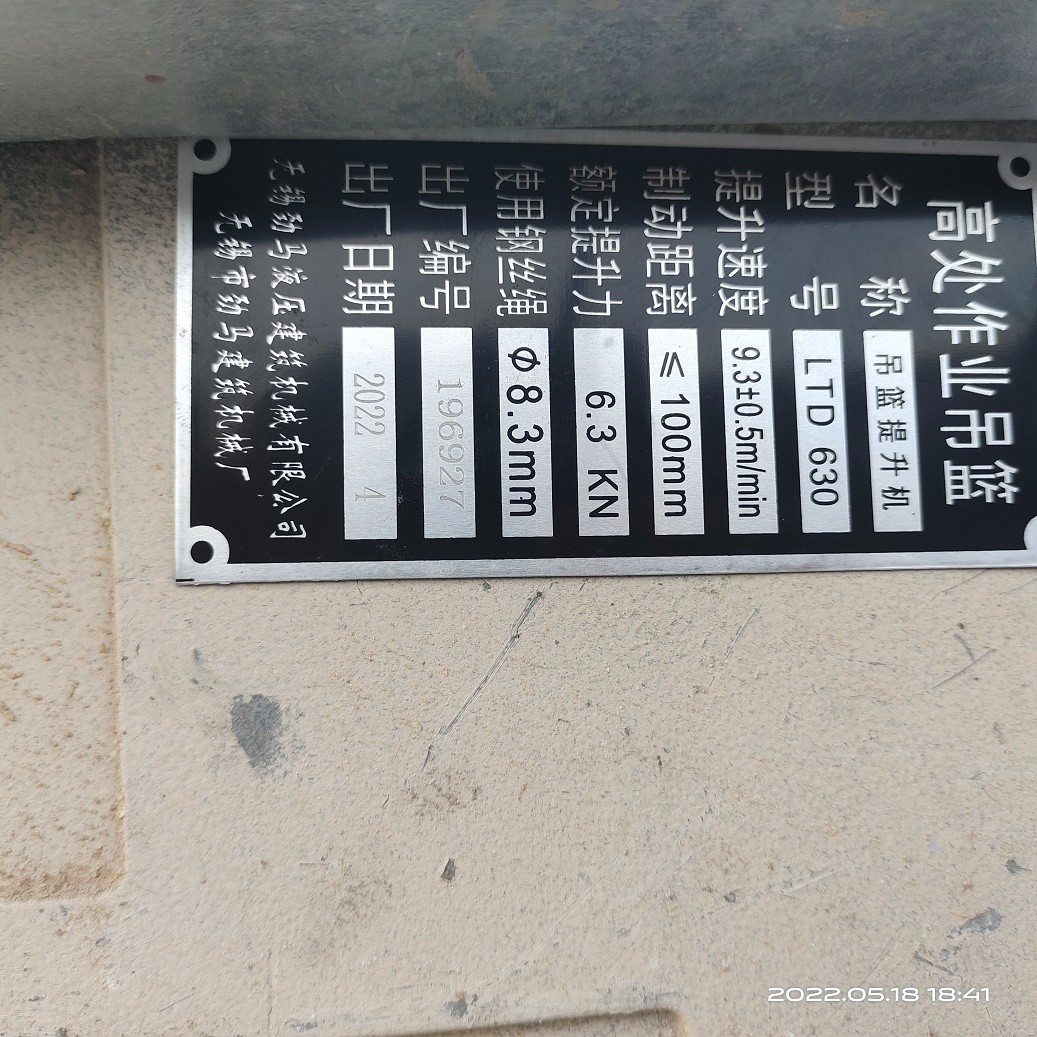 高处作业吊篮
名 称 吊篮提升机
型 号 LTD 630
提升速度 9.3±0.5m/min
制动距离 ≤100mm
额定提升力 6.3 KN
使用钢丝绳 Φ8.3mm
出厂编号 196927
出厂日期 2022 4
无锡劲马液压建筑机械有限公司
无锡市劲马建筑机械厂
2022.05.18 18:41